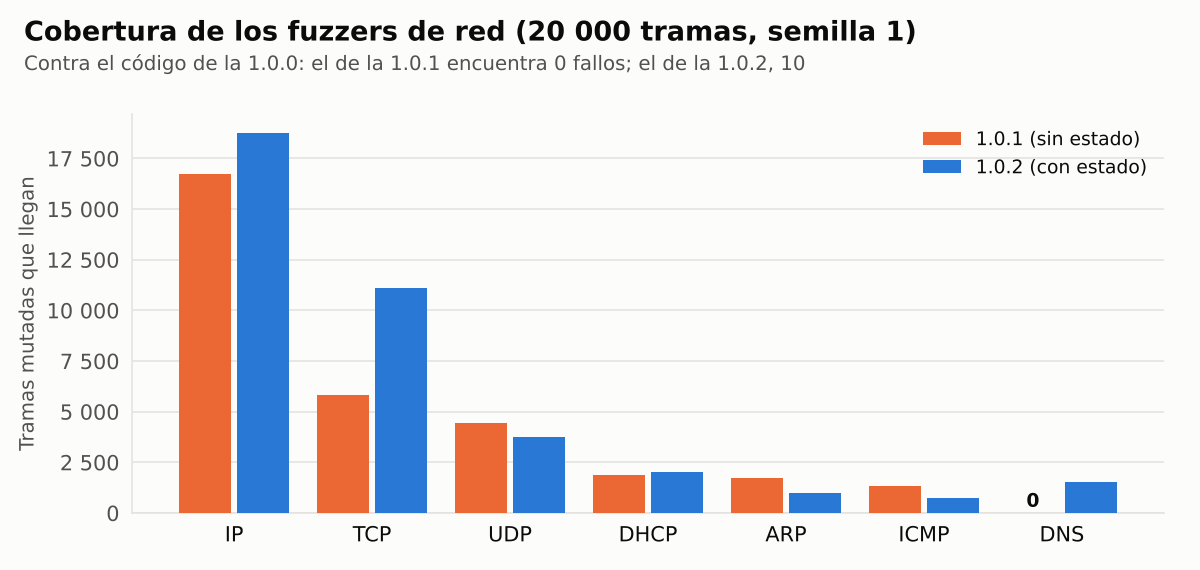 Cobertura de los fuzzers de red (20 000 tramas, semilla 1)
Contra el código de la 1.0.0: el de la 1.0.1 encuentra 0 fallos; el de la 1.0.2, 10
Tramas mutadas que llegan
17 500
15 000
12 500
10 000
7 500
5 000
2 500
0
1.0.1 (sin estado)
1.0.2 (con estado)
0
IP
TCP
UDP
DHCP
ARP
ICMP
DNS